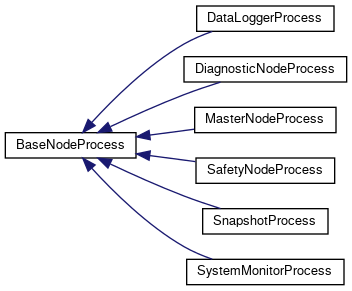 DataLoggerProcess
DiagnosticNodeProcess
MasterNodeProcess
BaseNodeProcess
SafetyNodeProcess
SnapshotProcess
SystemMonitorProcess